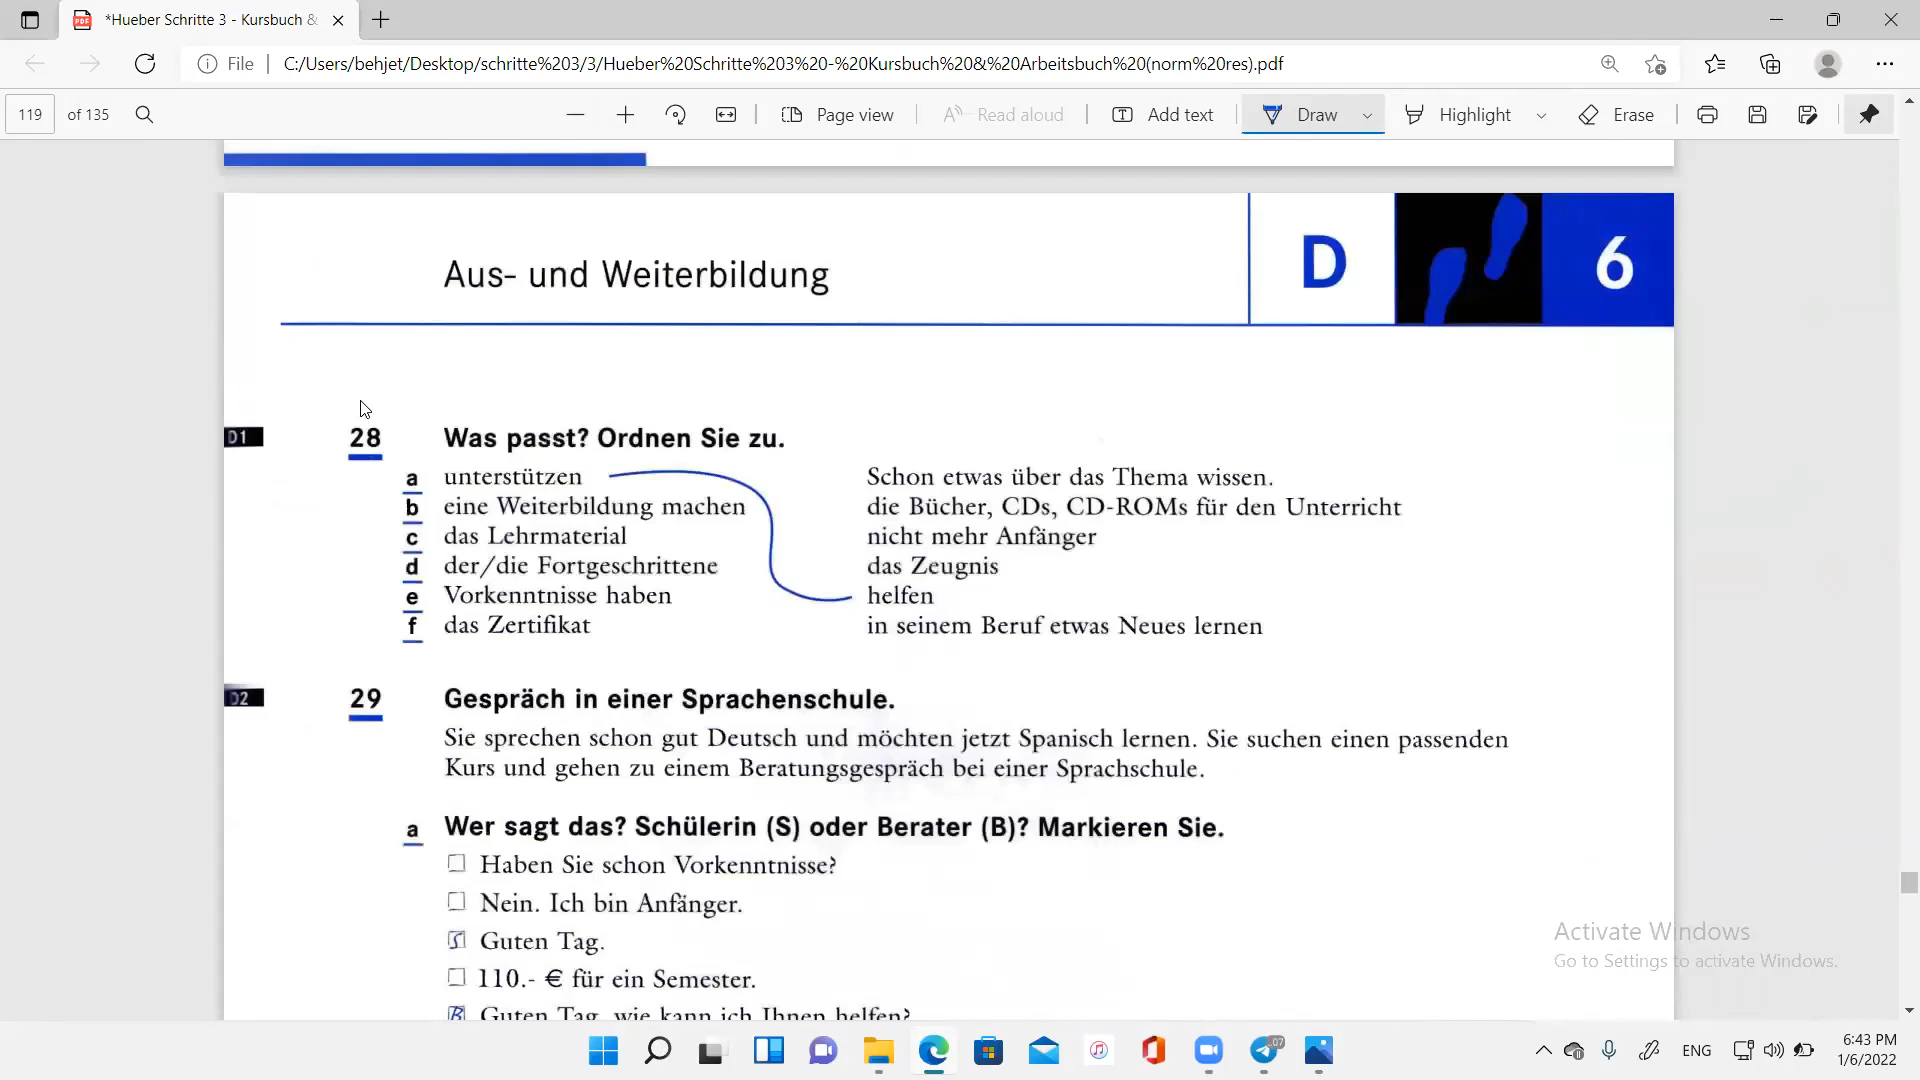 *Hueber Schritte 3 - Kursbuch &
File
C:/Users/behjet/Desktop/schritte%203/3/Hueber%20Schritte%203%20-%20Kursbuch%20&%20Arbeitsbuch%20(norm%20res).pdf
119 of 135
Page view
Read aloud
Add text
Draw
Highlight
Erase
Aus- und Weiterbildung
D 6
D1 28 Was passt? Ordnen Sie zu.
a unterstützen Schon etwas über das Thema wissen.
b eine Weiterbildung machen die Bücher, CDs, CD-ROMs für den Unterricht
c das Lehrmaterial nicht mehr Anfänger
d der/die Fortgeschrittene das Zeugnis
e Vorkenntnisse haben helfen
f das Zertifikat in seinem Beruf etwas Neues lernen
D2 29 Gespräch in einer Sprachenschule.
Sie sprechen schon gut Deutsch und möchten jetzt Spanisch lernen. Sie suchen einen passenden
Kurs und gehen zu einem Beratungsgespräch bei einer Sprachschule.
a Wer sagt das? Schülerin (S) oder Berater (B)? Markieren Sie.
Haben Sie schon Vorkenntnisse?
Nein. Ich bin Anfänger.
S Guten Tag.
110.- € für ein Semester.
B Guten Tag, wie kann ich Ihnen helfen?
Activate Windows
Go to Settings to activate Windows.
07
ENG
6:43 PM
1/6/2022